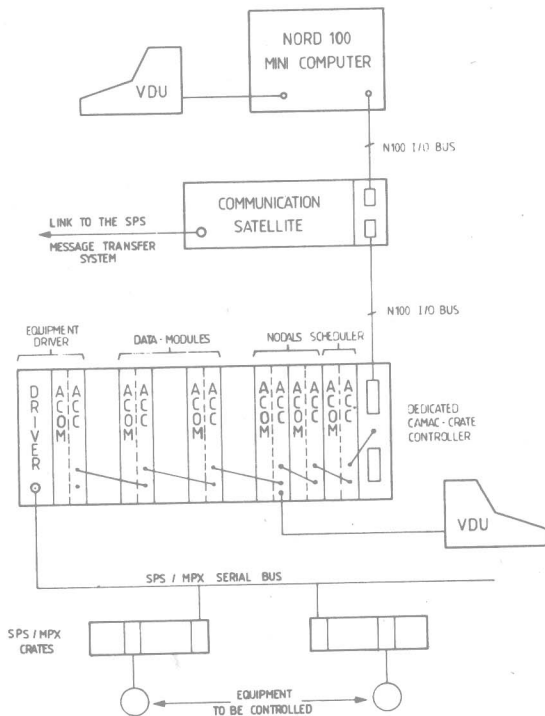 NORD 100
MINI COMPUTER
VDU
N100 I/O BUS
COMMUNICATION
SATELLITE
LINK TO THE SPS
MESSAGE TRANSFER
SYSTEM
N100 I/O BUS
EQUIPMENT
DRIVER
DATA - MODULES
NODALS
SCHEDULER
DRIVER
ACOM
ACC
ACOM
ACC
ACOM
ACC
ACOM
ACC
ACOM
ACC
ACOM
ACC
DEDICATED
CAMAC - CRATE
CONTROLLER
VDU
SPS / MPX SERIAL BUS
SPS / MPX
CRATES
EQUIPMENT
TO BE CONTROLLED